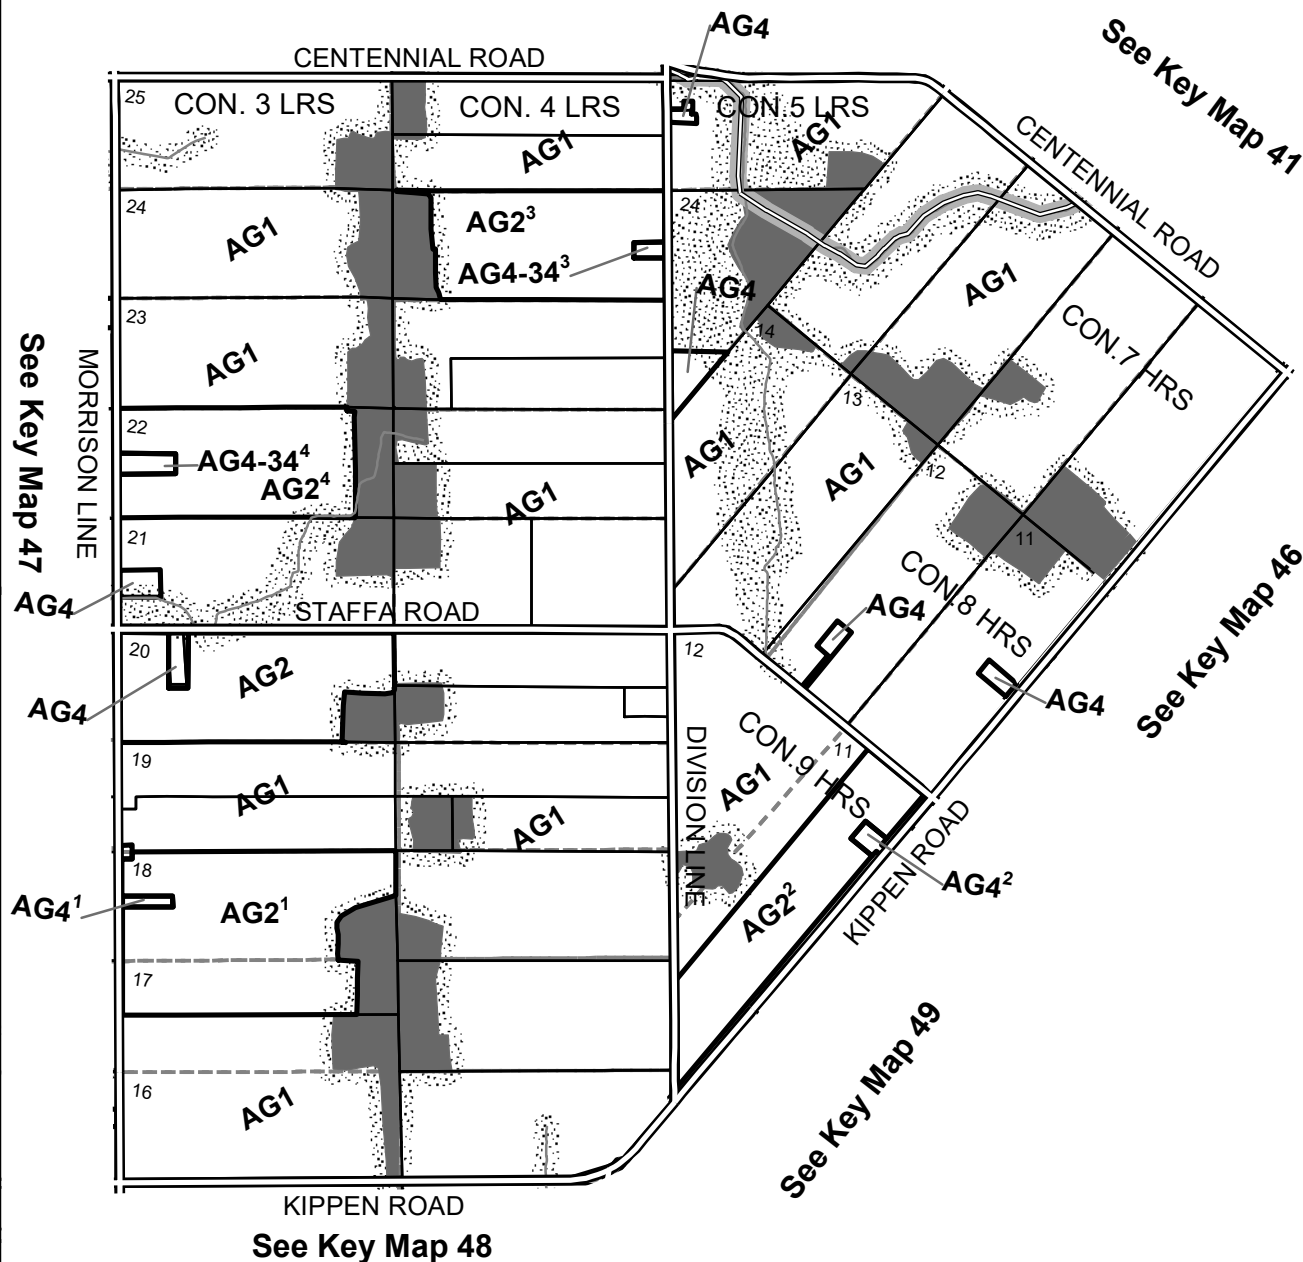 AG4
See Key Map 41
CENTENNIAL ROAD
25
CON. 3 LRS
CON. 4 LRS
11
CON.5 LRS
AG1
AG1
CENTENNIAL ROAD
24
AG1
AG2³
AG4-34³
24
AG4
AG1
CON.7 HRS
23
AG1
14
13
See Key Map 47
MORRISON LINE
22
AG4-34⁴
AG2⁴
AG1
AG1
AG1
12
21
11
AG4
CON.8 HRS
AG4
AG4
See Key Map 46
STAFFA ROAD
20
AG2
AG4
12
19
AG1
AG1
DIVISION LINE
AG1
CON.9 HRS
11
18
AG4¹
AG2¹
AG2²
AG4²
KIPPEN ROAD
17
16
AG1
See Key Map 49
KIPPEN ROAD
See Key Map 48